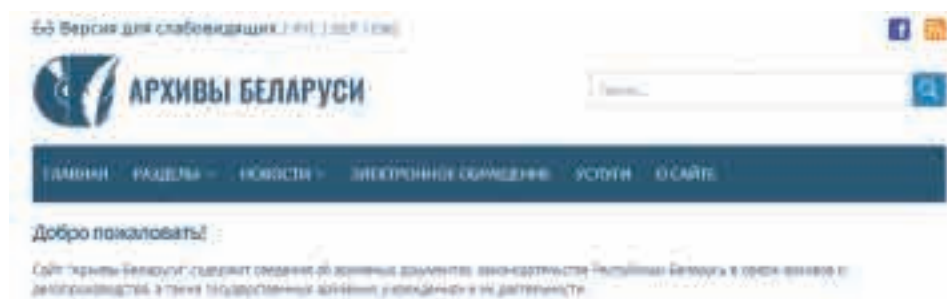 Версия для слабовидящих
АРХИВЫ БЕЛАРУСИ
Поиск...
ГЛАВНАЯ РАЗДЕЛЫ НОВОСТИ ЭЛЕКТРОННОЕ ОБРАЩЕНИЕ УСЛУГИ О САЙТЕ
Добро пожаловать!
Сайт "Архивы Беларуси" содержит сведения об архивных документах, законодательстве Республики Беларусь в сфере архивов и
делопроизводства, а также государственных архивных учреждениях и их деятельности.